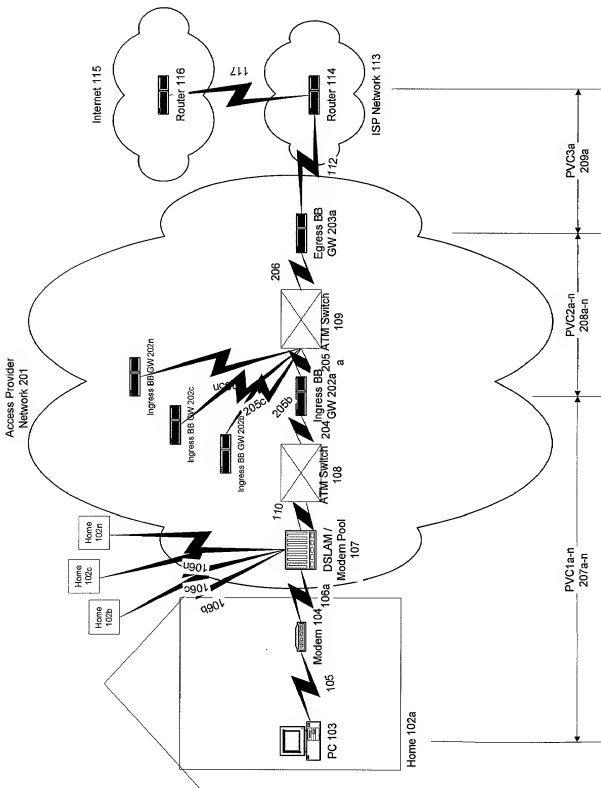 Access Provider
Network 201
Internet 115
Router 116
117
ISP Network 113
Router 114
112
Egress BB
GW 203a
206
ATM Switch
109
205
a
Ingress BB GW 202n
Ingress BB GW 202c
Ingress BB GW 202b
205c
205b
Ingress BB
GW 202a
204
ATM Switch
108
110
DSLAM /
Modem Pool
107
Home
102n
Home
102c
Home
102b
106n
106c
106b
106a
Modem 104
105
PC 103
Home 102a
PVC1a-n
207a-n
PVC2a-n
208a-n
PVC3a
209a